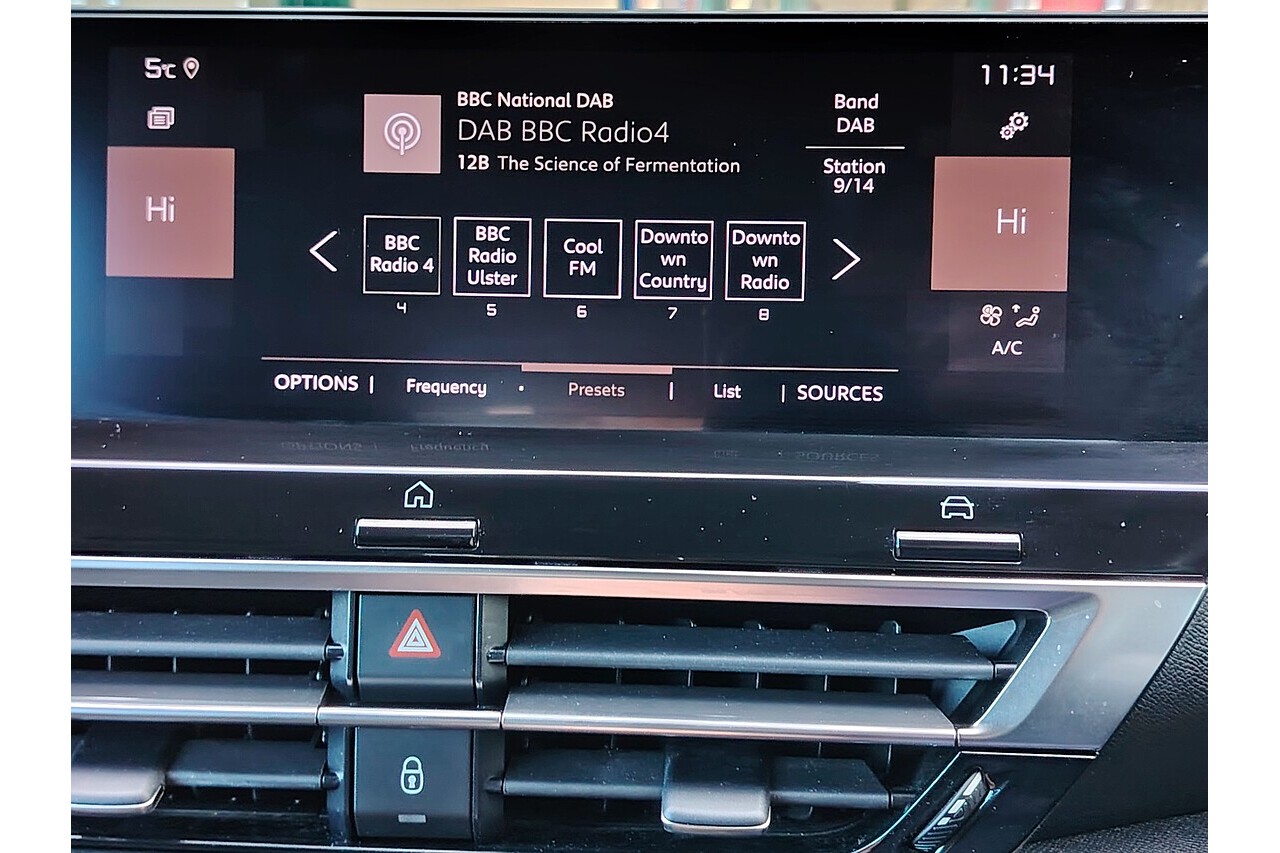 5°C
11:34
BBC National DAB
DAB BBC Radio4
12B The Science of Fermentation
Band
DAB
Station
9/14
Hi
Hi
BBC
Radio 4
BBC
Radio
Ulster
Cool
FM
Downto
wn
Country
Downto
wn
Radio
4
5
6
7
8
A/C
OPTIONS | Frequency · Presets | List | SOURCES